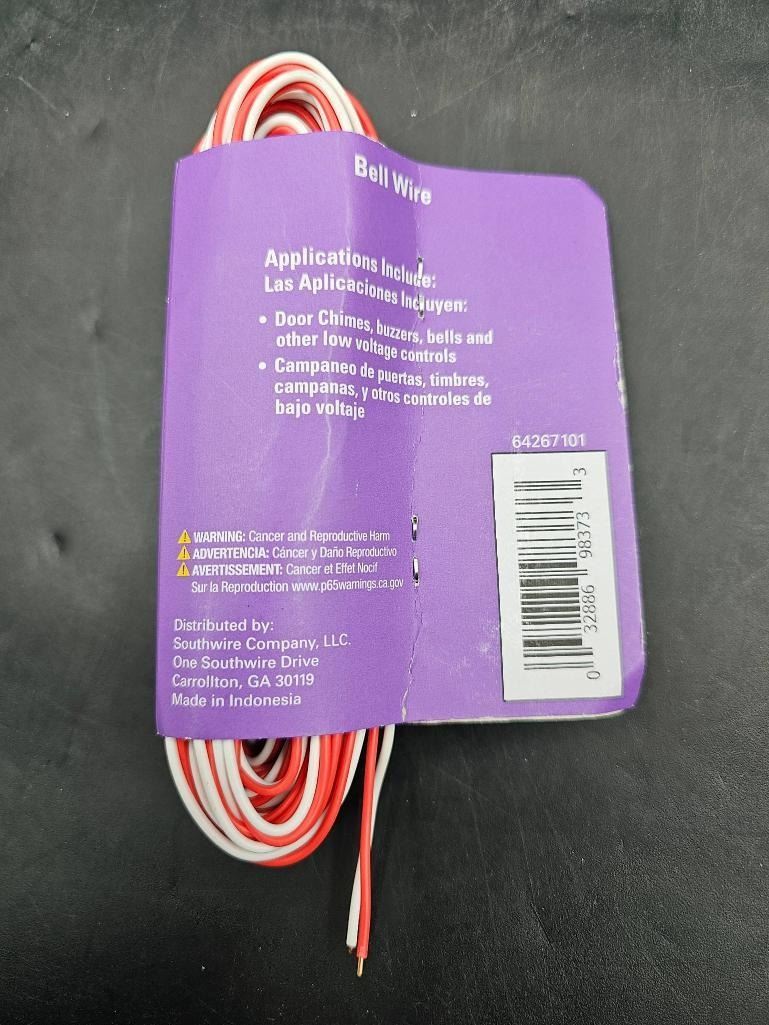 Bell Wire
Applications Include:
Las Aplicaciones Incluyen:
• Door Chimes, buzzers, bells and
other low voltage controls
• Campaneo de puertas, timbres,
campanas, y otros controles de
bajo voltaje
64267101
0 32886 98373 3
WARNING: Cancer and Reproductive Harm
ADVERTENCIA: Cáncer y Daño Reproductivo
AVERTISSEMENT: Cancer et Effet Nocif
Sur la Reproduction www.p65warnings.ca.gov
Distributed by:
Southwire Company, LLC.
One Southwire Drive
Carrollton, GA 30119
Made in Indonesia